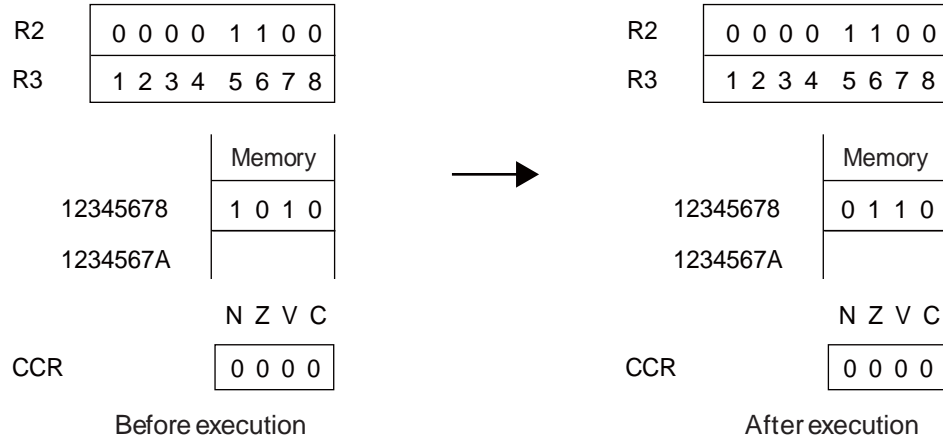 R2 0 0 0 0 1 1 0 0 R2 0 0 0 0 1 1 0 0
R3 1 2 3 4 5 6 7 8 R3 1 2 3 4 5 6 7 8
Memory Memory
12345678 1 0 1 0 12345678 0 1 1 0
1234567A 1234567A
N Z V C N Z V C
CCR 0 0 0 0 CCR 0 0 0 0
Before execution After execution